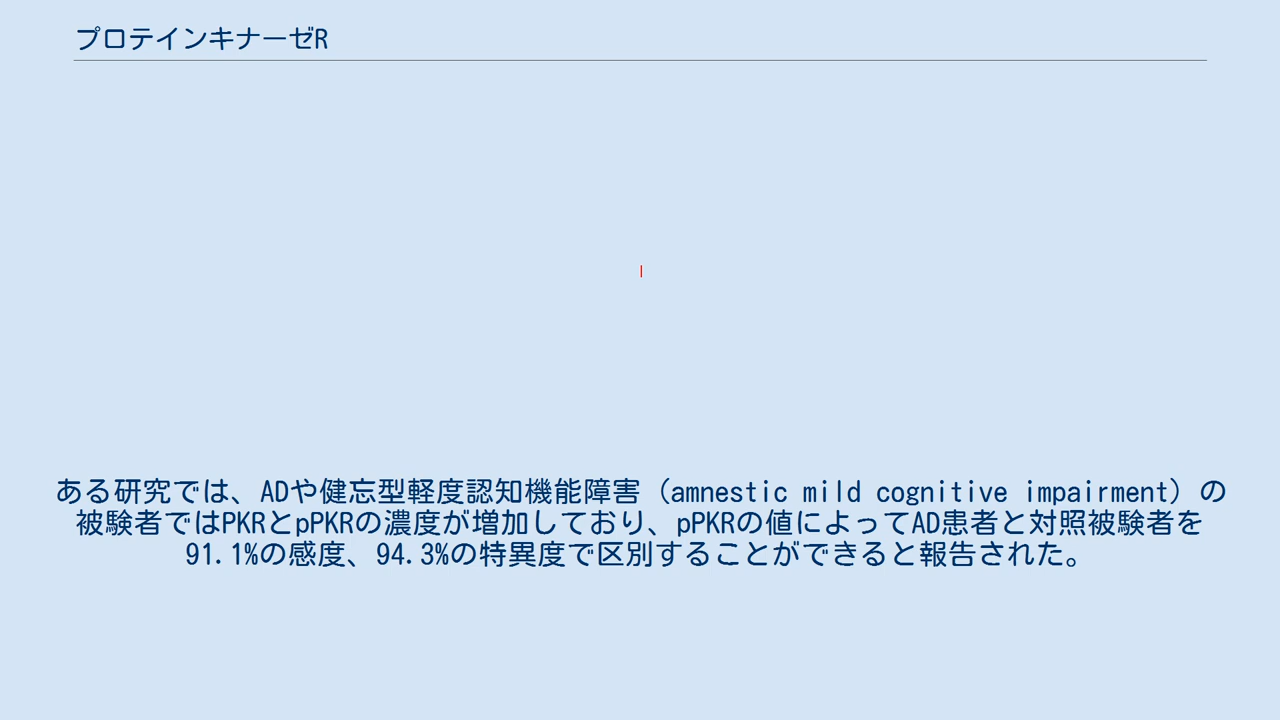 プロテインキナーゼR
ある研究では、ADや健忘型軽度認知機能障害（amnestic mild cognitive impairment）の
被験者ではPKRとpPKRの濃度が増加しており、pPKRの値によってAD患者と対照被験者を
91.1%の感度、94.3%の特異度で区別することができると報告された。